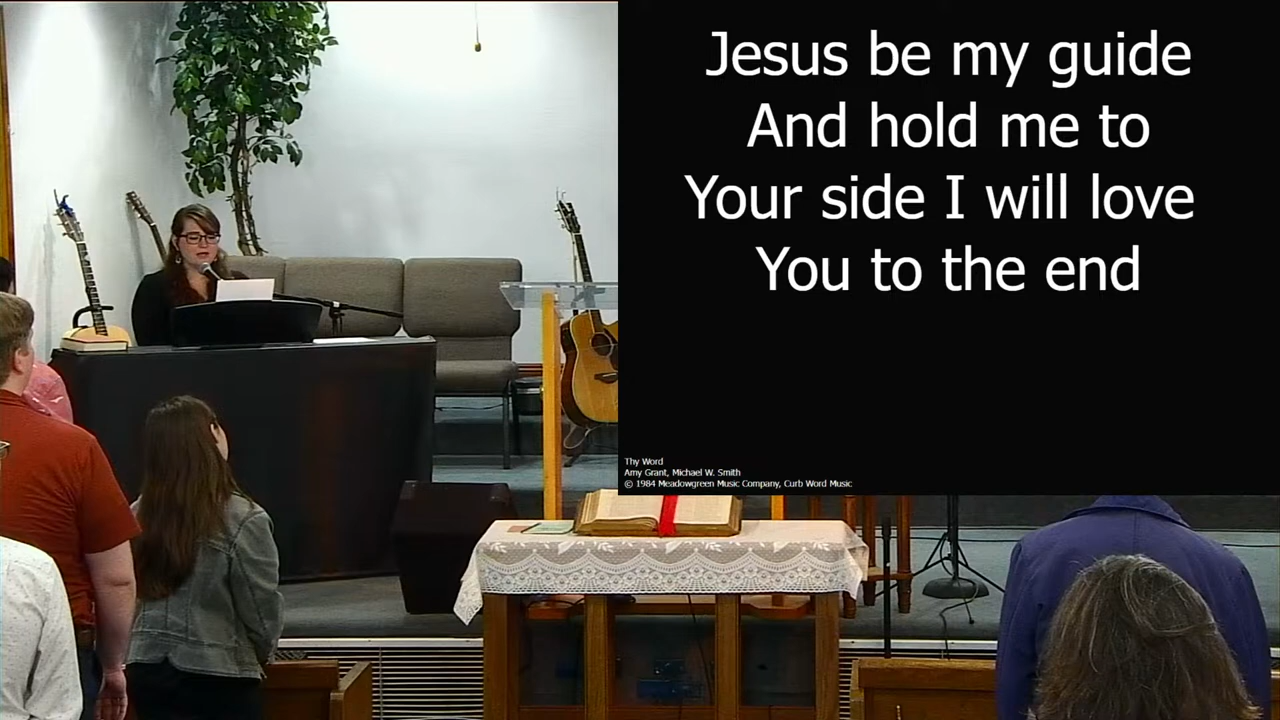 Jesus be my guide
And hold me to
Your side I will love
You to the end
Thy Word
Amy Grant, Michael W. Smith
© 1984 Meadowgreen Music Company, Curb Word Music